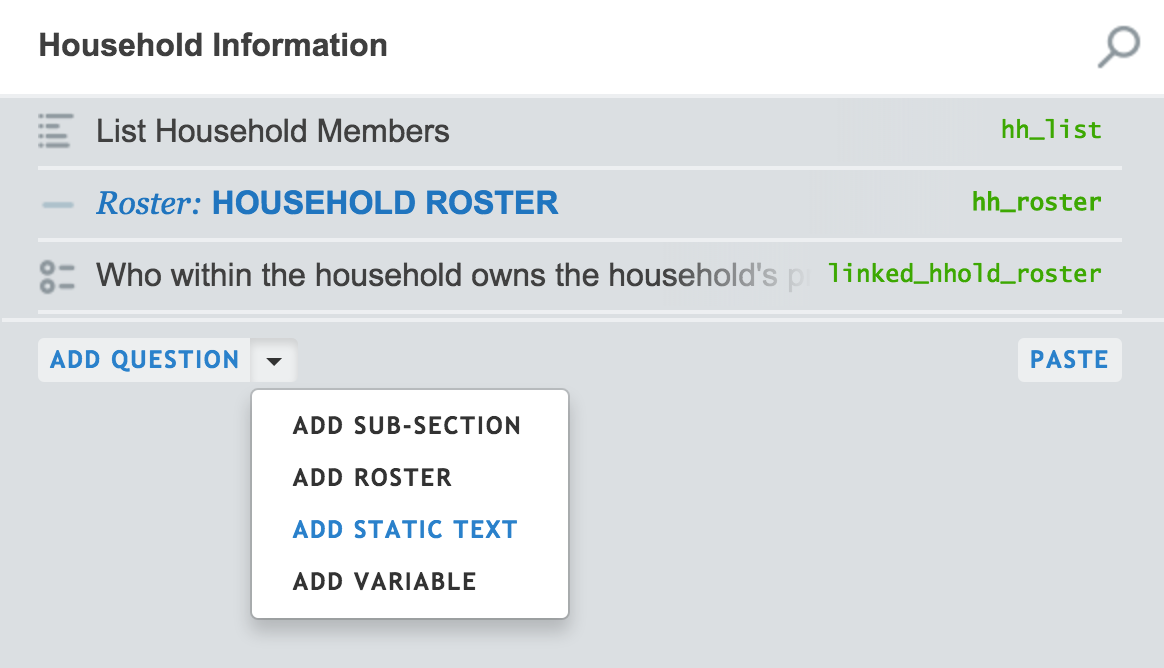 Household Information
List Household Members hh_list
Roster: HOUSEHOLD ROSTER hh_roster
Who within the household owns the household's linked_hhold_roster
ADD QUESTION PASTE
ADD SUB-SECTION
ADD ROSTER
ADD STATIC TEXT
ADD VARIABLE